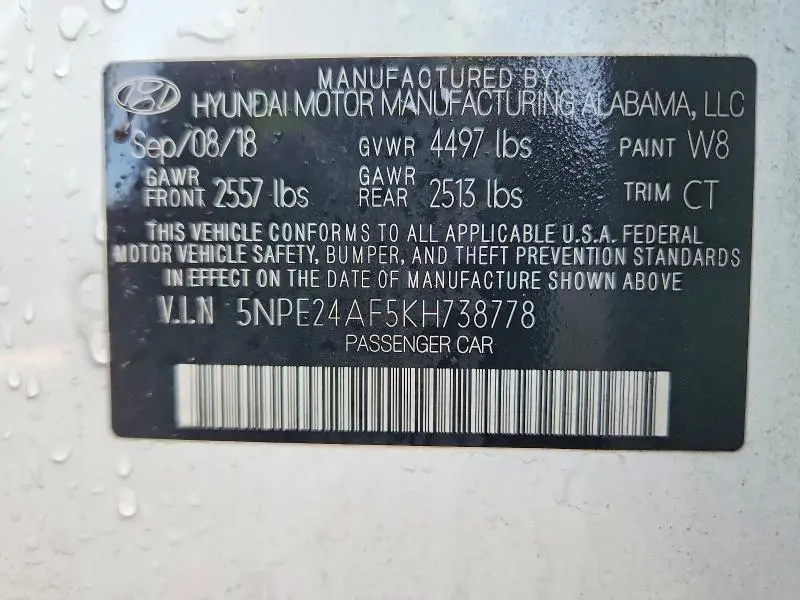 MANUFACTURED BY
HYUNDAI MOTOR MANUFACTURING ALABAMA, LLC
Sep/08/18 GVWR 4497 lbs PAINT W8
GAWR FRONT 2557 lbs GAWR REAR 2513 lbs TRIM CT
THIS VEHICLE CONFORMS TO ALL APPLICABLE U.S.A. FEDERAL
MOTOR VEHICLE SAFETY, BUMPER, AND THEFT PREVENTION STANDARDS
IN EFFECT ON THE DATE OF MANUFACTURE SHOWN ABOVE
V.I.N 5NPE24AF5KH738778
PASSENGER CAR